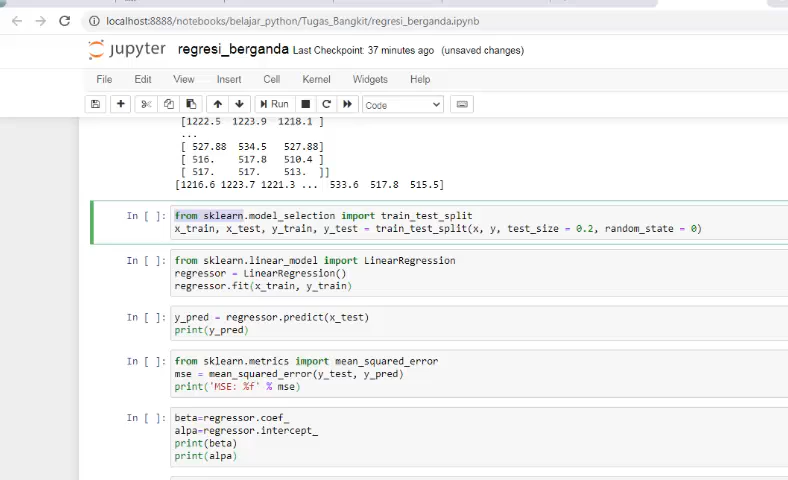 localhost:8888/notebooks/belajar_python/Tugas_Bangkit/regresi_berganda.ipynb
jupyter regresi_berganda Last Checkpoint: 37 minutes ago (unsaved changes)
File Edit View Insert Cell Kernel Widgets Help
Run Code
[1222.5 1223.9 1218.1 ]
...
[ 527.88 534.5 527.88]
[ 516. 517.8 510.4 ]
[ 517. 517. 513. ]]
[1216.6 1223.7 1221.3 ... 533.6 517.8 515.5]
In [ ]: from sklearn.model_selection import train_test_split
x_train, x_test, y_train, y_test = train_test_split(x, y, test_size = 0.2, random_state = 0)
In [ ]: from sklearn.linear_model import LinearRegression
regressor = LinearRegression()
regressor.fit(x_train, y_train)
In [ ]: y_pred = regressor.predict(x_test)
print(y_pred)
In [ ]: from sklearn.metrics import mean_squared_error
mse = mean_squared_error(y_test, y_pred)
print('MSE: %f' % mse)
In [ ]: beta=regressor.coef_
alpa=regressor.intercept_
print(beta)
print(alpa)